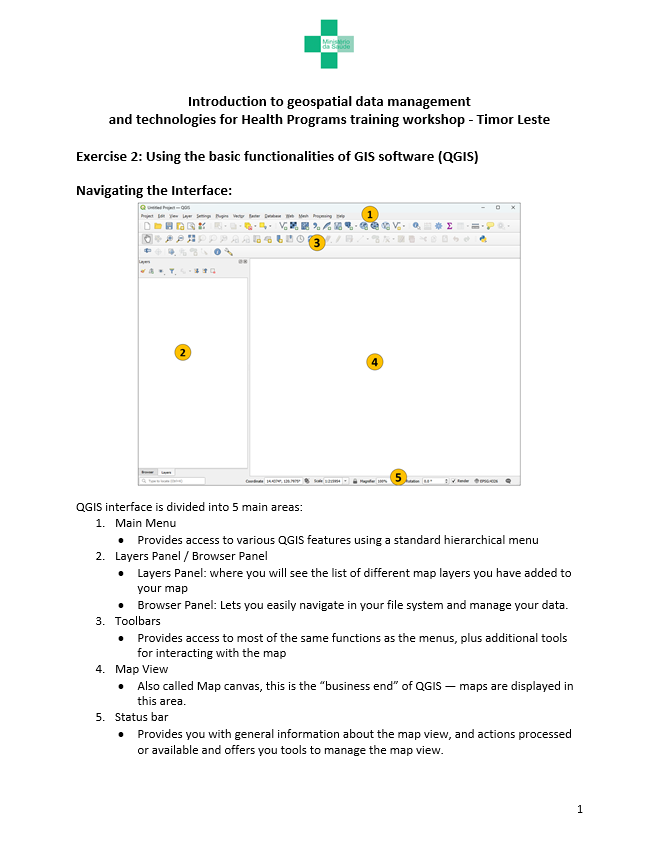 Ministério
da Saúde
Introduction to geospatial data management
and technologies for Health Programs training workshop - Timor Leste
Exercise 2: Using the basic functionalities of GIS software (QGIS)
Navigating the Interface:
Untitled Project — QGIS
Project Edit View Layer Settings Plugins Vector Raster Database Web Mesh Processing Help
1
3
Layers
2
4
5
Browser Layers
Type to locate (Ctrl+K)
Coordinate Scale Magnifier 100% Rotation 0.0 ° Render
QGIS interface is divided into 5 main areas:
1. Main Menu
• Provides access to various QGIS features using a standard hierarchical menu
2. Layers Panel / Browser Panel
• Layers Panel: where you will see the list of different map layers you have added to
your map
• Browser Panel: Lets you easily navigate in your file system and manage your data.
3. Toolbars
• Provides access to most of the same functions as the menus, plus additional tools
for interacting with the map
4. Map View
• Also called Map canvas, this is the “business end” of QGIS — maps are displayed in
this area.
5. Status bar
• Provides you with general information about the map view, and actions processed
or available and offers you tools to manage the map view.
1